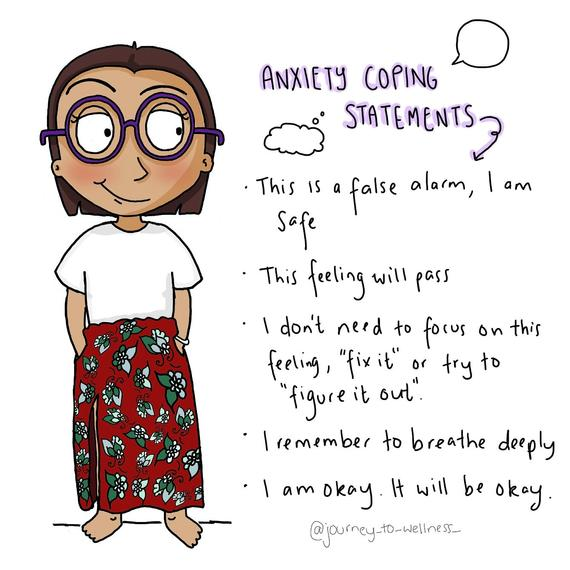 ANXIETY COPING
STATEMENTS
· This is a false alarm, I am
safe
· This feeling will pass
· I don't need to focus on this
feeling, "fix it" or try to
"figure it out".
· I remember to breathe deeply
· I am okay. It will be okay.
@journey_to_wellness_